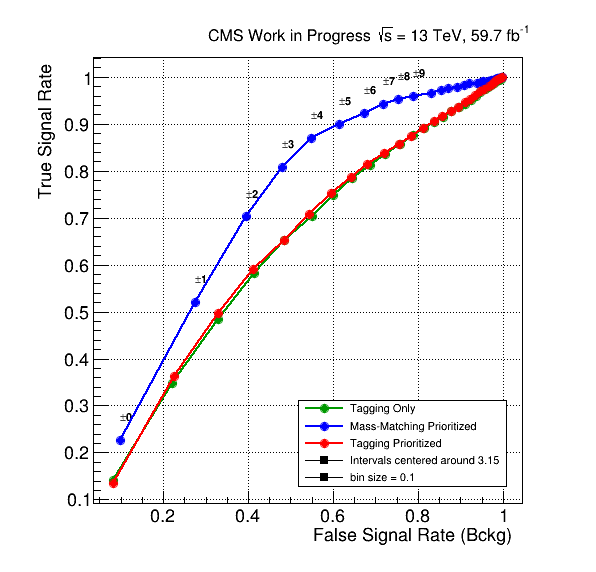 CMS Work in Progress √s = 13 TeV, 59.7 fb⁻¹
True Signal Rate
1
0.9
0.8
0.7
0.6
0.5
0.4
0.3
0.2
0.1
±0
±1
±2
±3
±4
±5
±6
±7
±8
±9
Tagging Only
Mass-Matching Prioritized
Tagging Prioritized
Intervals centered around 3.15
bin size = 0.1
0.2 0.4 0.6 0.8 1
False Signal Rate (Bckg)